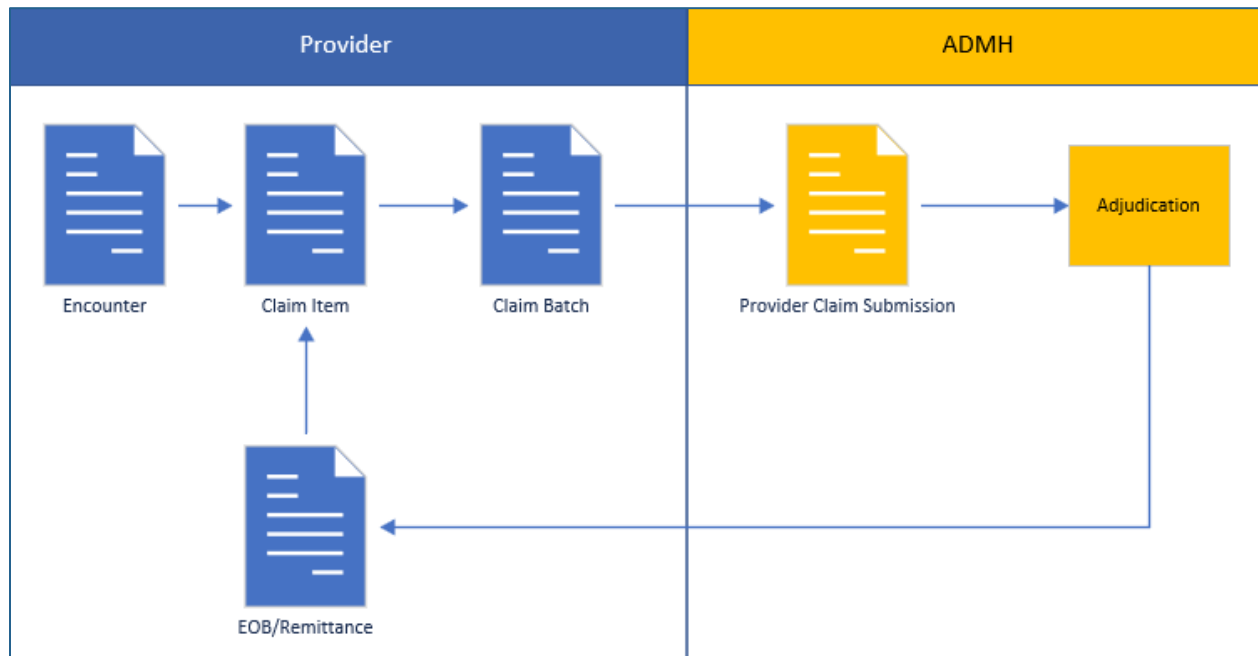 Provider
ADMH
Encounter
Claim Item
Claim Batch
Provider Claim Submission
Adjudication
EOB/Remittance